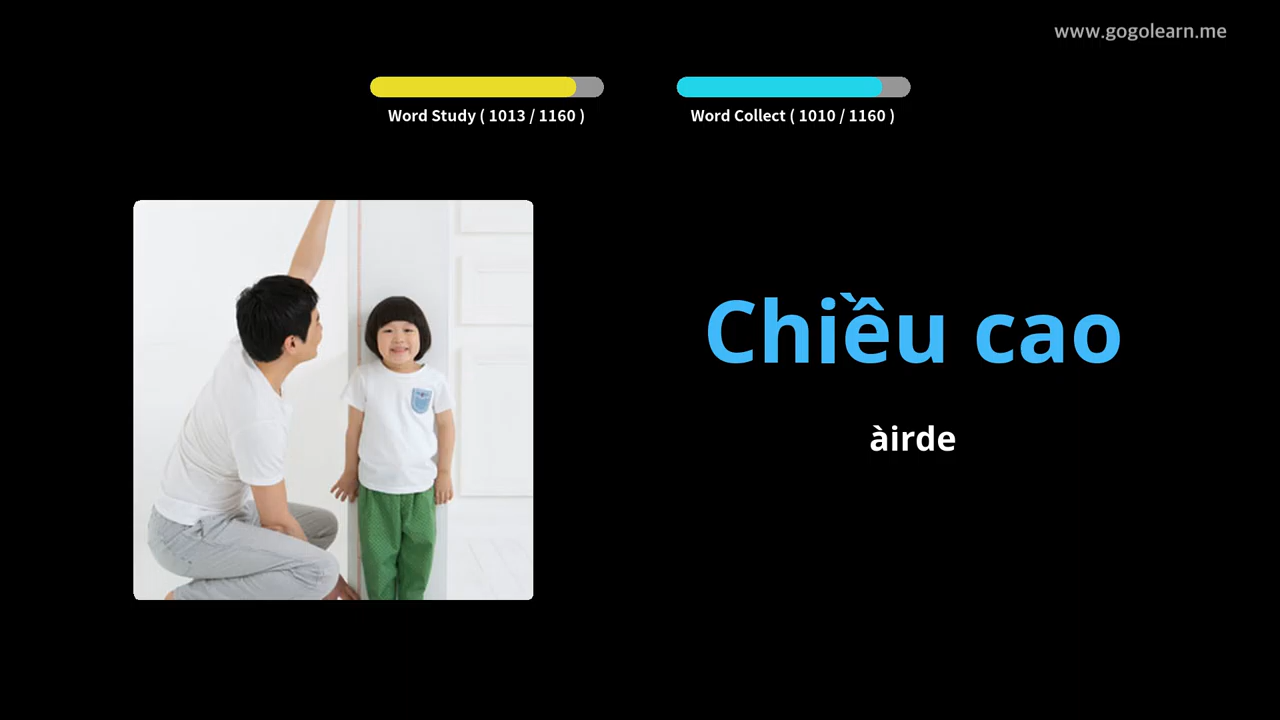 www.gogolearn.me
Word Study ( 1013 / 1160 )
Word Collect ( 1010 / 1160 )
Chiều cao
àirde